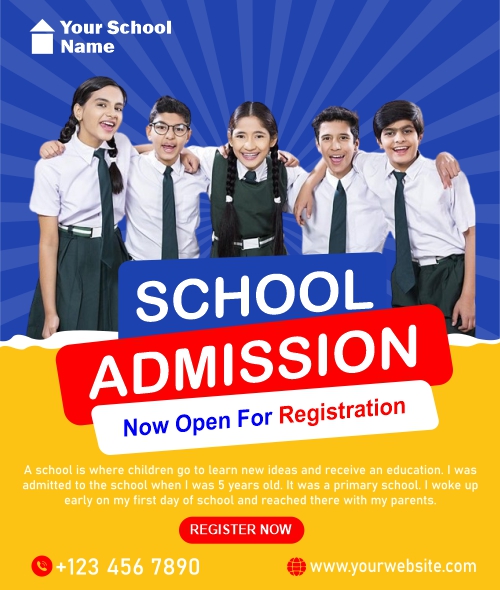 Your School
Name
SCHOOL
ADMISSION
Now Open For Registration
A school is where children go to learn new ideas and receive an education. I was
admitted to the school when I was 5 years old. It was a primary school. I woke up
early on my first day of school and reached there with my parents.
REGISTER NOW
+123 456 7890
www.yourwebsite.com